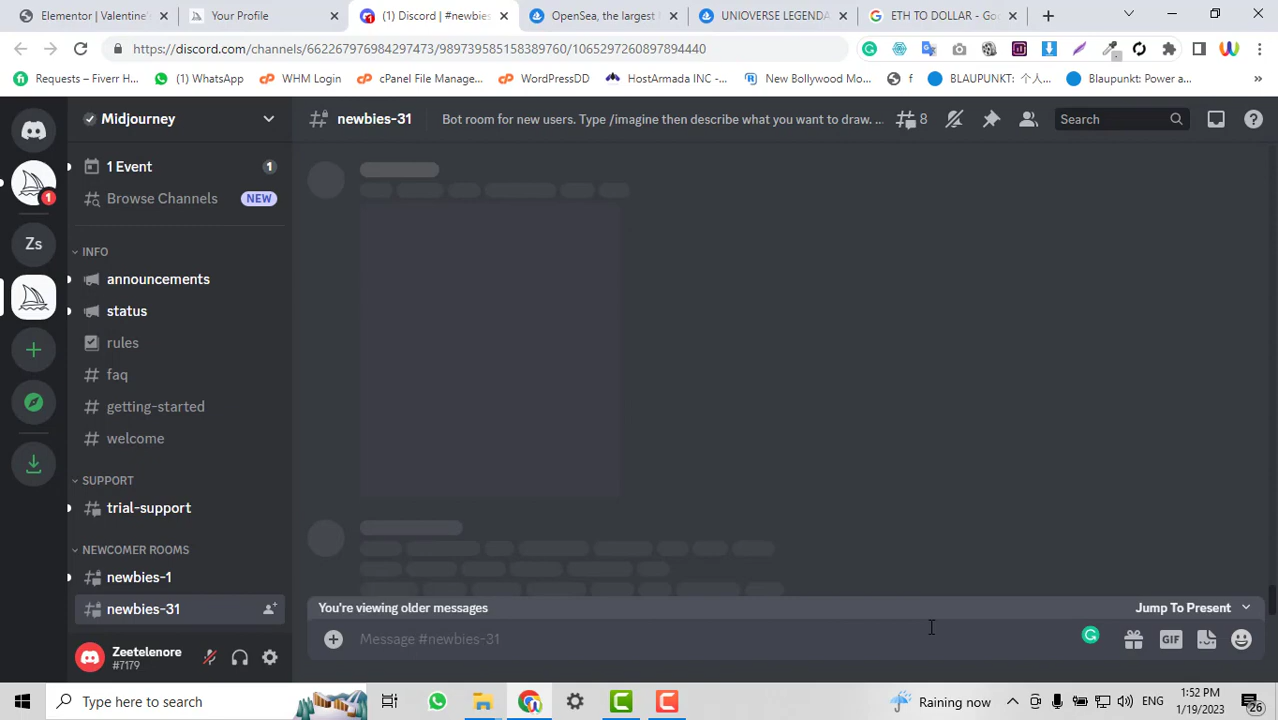 Elementor | Valentine's
Your Profile
(1) Discord | #newbies
OpenSea, the largest
UNIOVERSE LEGENDA
ETH TO DOLLAR - Go
https://discord.com/channels/662267976984297473/989739585158389760/1065297260897894440
Requests – Fiverr H...
(1) WhatsApp
WHM Login
cPanel File Manage...
WordPressDD
HostArmada INC -...
New Bollywood Mo...
f
BLAUPUNKT: 个人...
Blaupunkt: Power a...
Midjourney
newbies-31
Bot room for new users. Type /imagine then describe what you want to draw. ...
8
Search
1 Event
1
Browse Channels
NEW
1
Zs
INFO
announcements
status
rules
faq
getting-started
welcome
SUPPORT
trial-support
NEWCOMER ROOMS
newbies-1
newbies-31
You're viewing older messages
Jump To Present
Message #newbies-31
GIF
Zeetelenore
#7179
Type here to search
Raining now
ENG
1:52 PM
1/19/2023
26